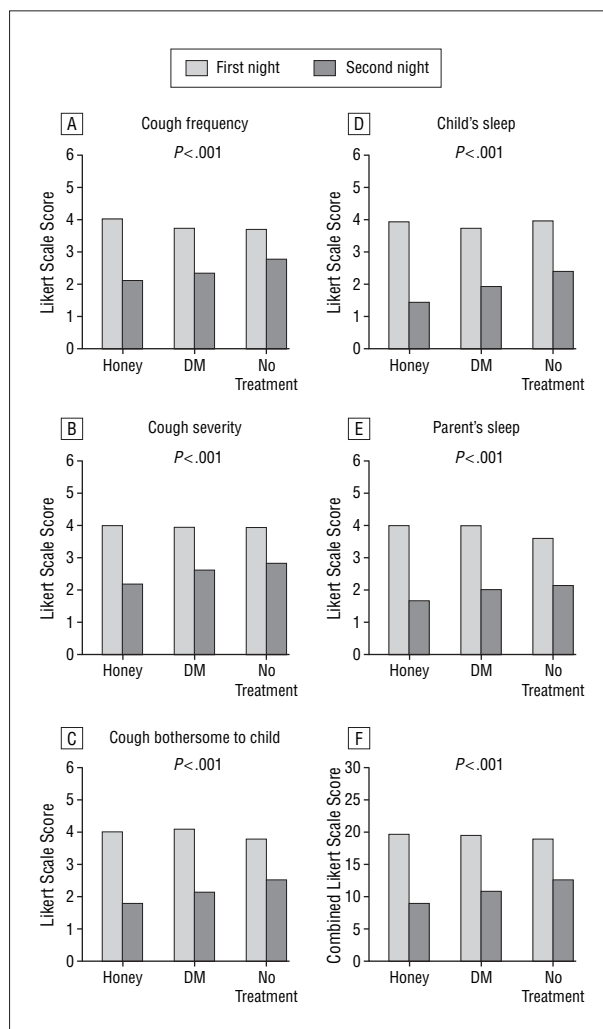 First night Second night
A Cough frequency
P<.001
Likert Scale Score
6
5
4
3
2
1
0
Honey DM No
Treatment
B Cough severity
P<.001
Likert Scale Score
6
5
4
3
2
1
0
Honey DM No
Treatment
C Cough bothersome to child
P<.001
Likert Scale Score
6
5
4
3
2
1
0
Honey DM No
Treatment
D Child's sleep
P<.001
Likert Scale Score
6
5
4
3
2
1
0
Honey DM No
Treatment
E Parent's sleep
P<.001
Likert Scale Score
6
5
4
3
2
1
0
Honey DM No
Treatment
F
P<.001
Combined Likert Scale Score
30
25
20
15
10
5
0
Honey DM No
Treatment